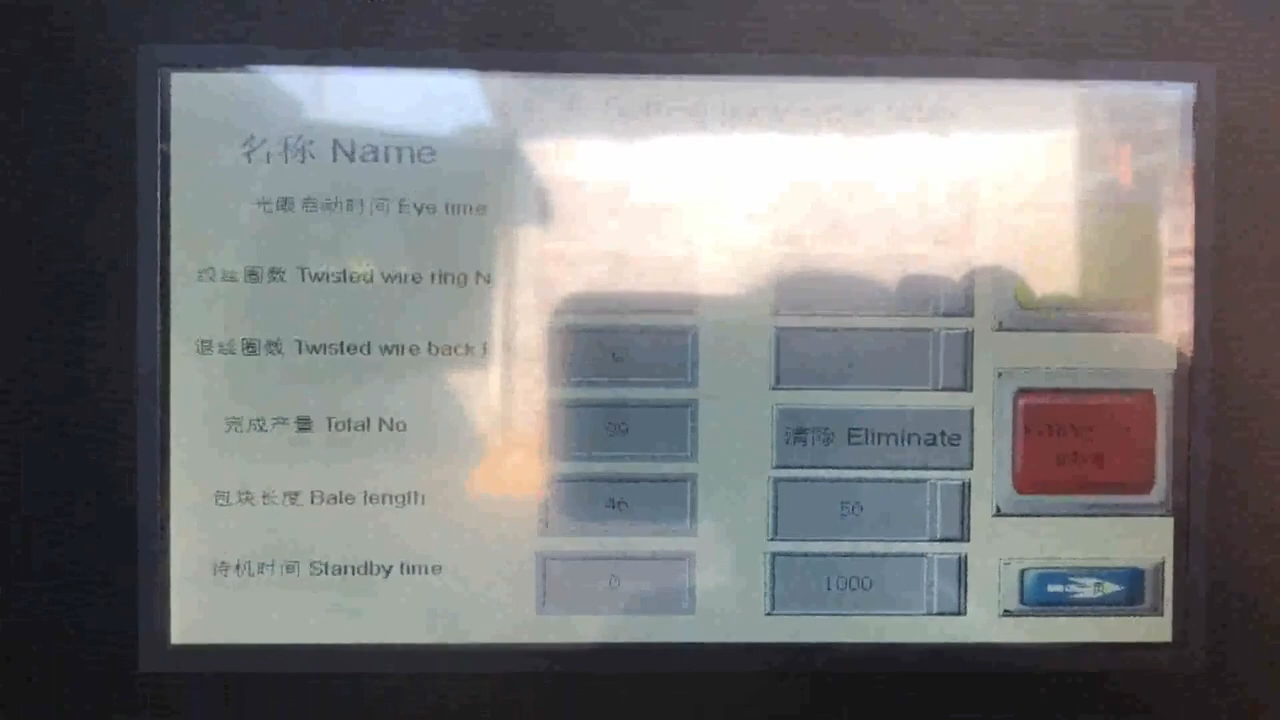 名称 Name
光眼启动时间 Eye time
绞丝圈数 Twisted wire ring N
退丝圈数 Twisted wire back
完成产量 Total No 99 清除 Eliminate
包块长度 Bale length 46 50
待机时间 Standby time 0 1000